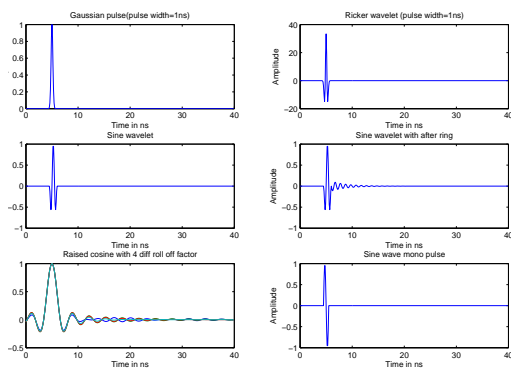 Gaussian pulse(pulse width=1ns)
1
0.8
0.6
0.4
0.2
0
0 10 20 30 40
Time in ns
Ricker wavelet (pulse width=1ns)
Amplitude
40
20
0
−20
0 10 20 30 40
Time in ns
Sine wavelet
1
0.5
0
−0.5
−1
0 10 20 30 40
Time in ns
Sine wavelet with after ring
Amplitude
1
0.5
0
−0.5
−1
0 10 20 30 40
Time in ns
Raised cosine with 4 diff roll off factor
1
0.5
0
−0.5
0 10 20 30 40
Time in ns
Sine wave mono pulse
Amplitude
1
0.5
0
−0.5
−1
0 10 20 30 40
Time in ns